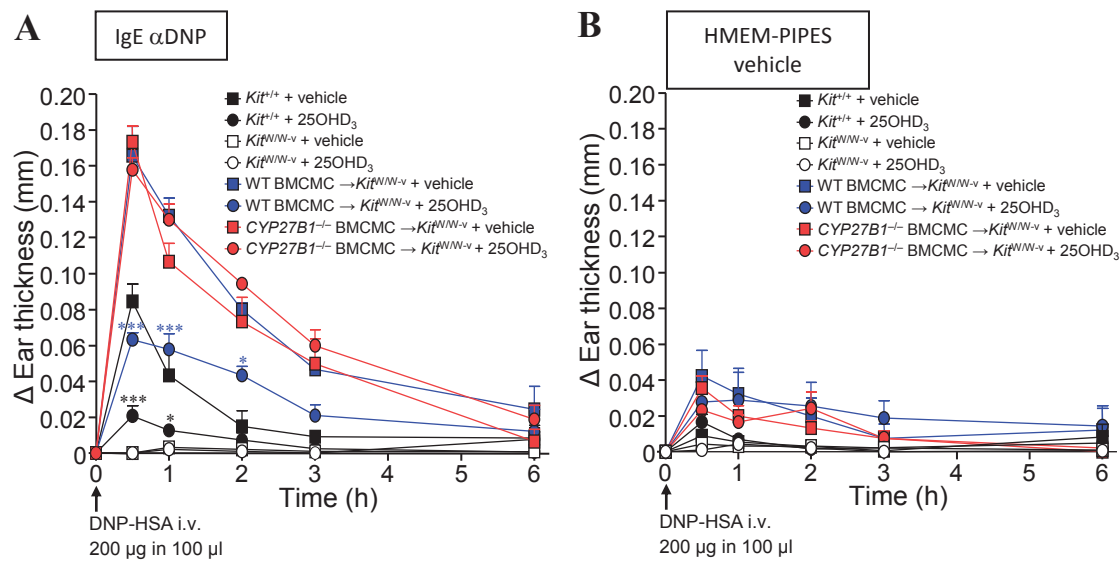 A
IgE αDNP
Kit+/+ + vehicle
Kit+/+ + 25OHD3
KitW/W-v + vehicle
KitW/W-v + 25OHD3
WT BMCMC →KitW/W-v + vehicle
WT BMCMC → KitW/W-v + 25OHD3
CYP27B1–/– BMCMC →KitW/W-v + vehicle
CYP27B1–/– BMCMC → KitW/W-v + 25OHD3
Δ Ear thickness (mm)
0.20
0.18
0.16
0.14
0.12
0.10
0.08
0.06
0.04
0.02
0.00
***
***
*
***
*
0 1 2 3 4 5 6
Time (h)
DNP-HSA i.v.
200 µg in 100 µl
B
HMEM-PIPES
vehicle
Kit+/+ + vehicle
Kit+/+ + 25OHD3
KitW/W-v + vehicle
KitW/W-v + 25OHD3
WT BMCMC →KitW/W-v + vehicle
WT BMCMC → KitW/W-v + 25OHD3
CYP27B1–/– BMCMC →KitW/W-v + vehicle
CYP27B1–/– BMCMC → KitW/W-v + 25OHD3
Δ Ear thickness (mm)
0.20
0.18
0.16
0.14
0.12
0.10
0.08
0.06
0.04
0.02
0.00
0 1 2 3 4 5 6
Time (h)
DNP-HSA i.v.
200 µg in 100 µl